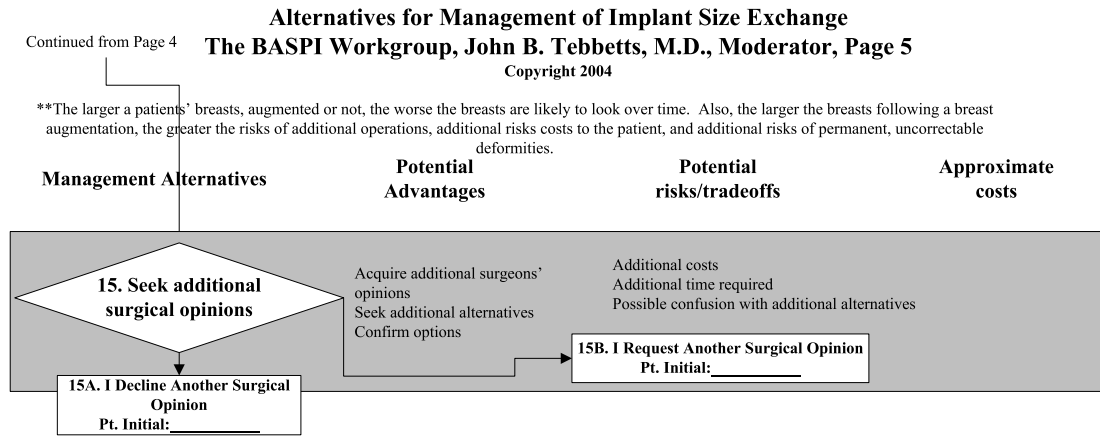 Alternatives for Management of Implant Size Exchange
Continued from Page 4
The BASPI Workgroup, John B. Tebbetts, M.D., Moderator, Page 5
Copyright 2004
**The larger a patients' breasts, augmented or not, the worse the breasts are likely to look over time. Also, the larger the breasts following a breast
augmentation, the greater the risks of additional operations, additional risks costs to the patient, and additional risks of permanent, uncorrectable
deformities.
Management Alternatives
Potential
Advantages
Potential
risks/tradeoffs
Approximate
costs
15. Seek additional
surgical opinions
Acquire additional surgeons'
opinions
Seek additional alternatives
Confirm options
Additional costs
Additional time required
Possible confusion with additional alternatives
15B. I Request Another Surgical Opinion
Pt. Initial:__________
15A. I Decline Another Surgical
Opinion
Pt. Initial:__________